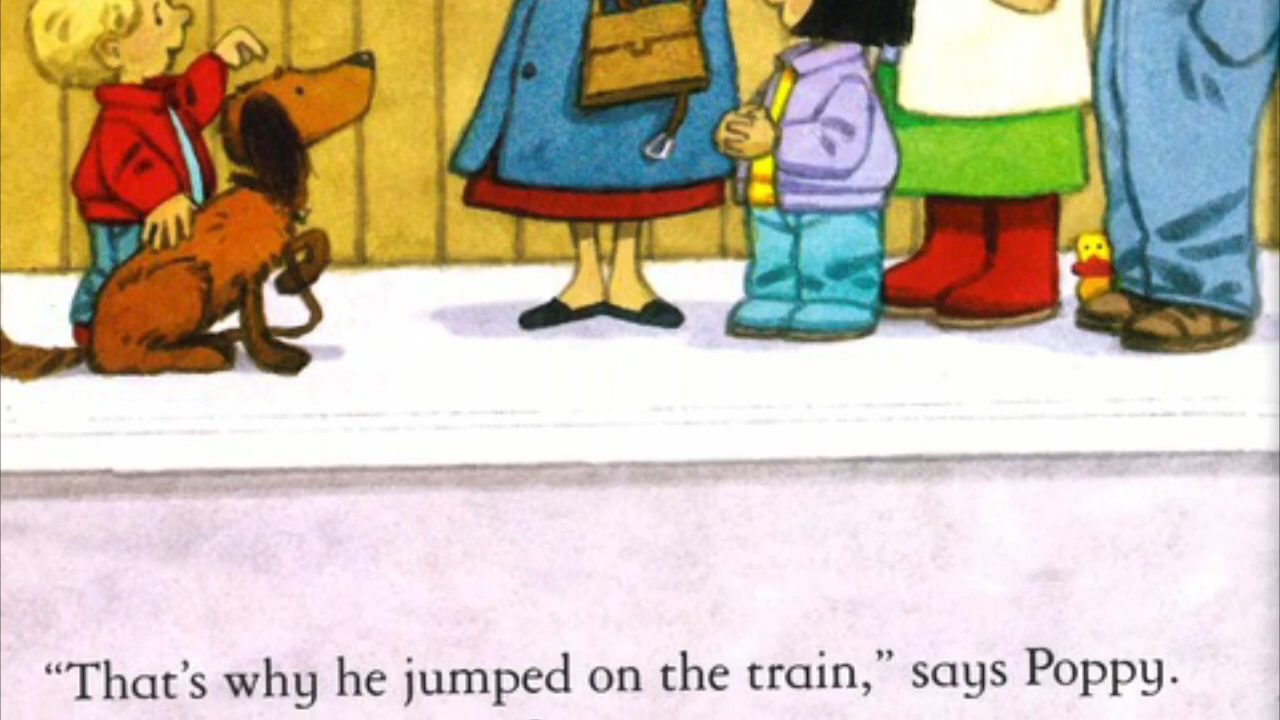 “That’s why he jumped on the train,” says Poppy.